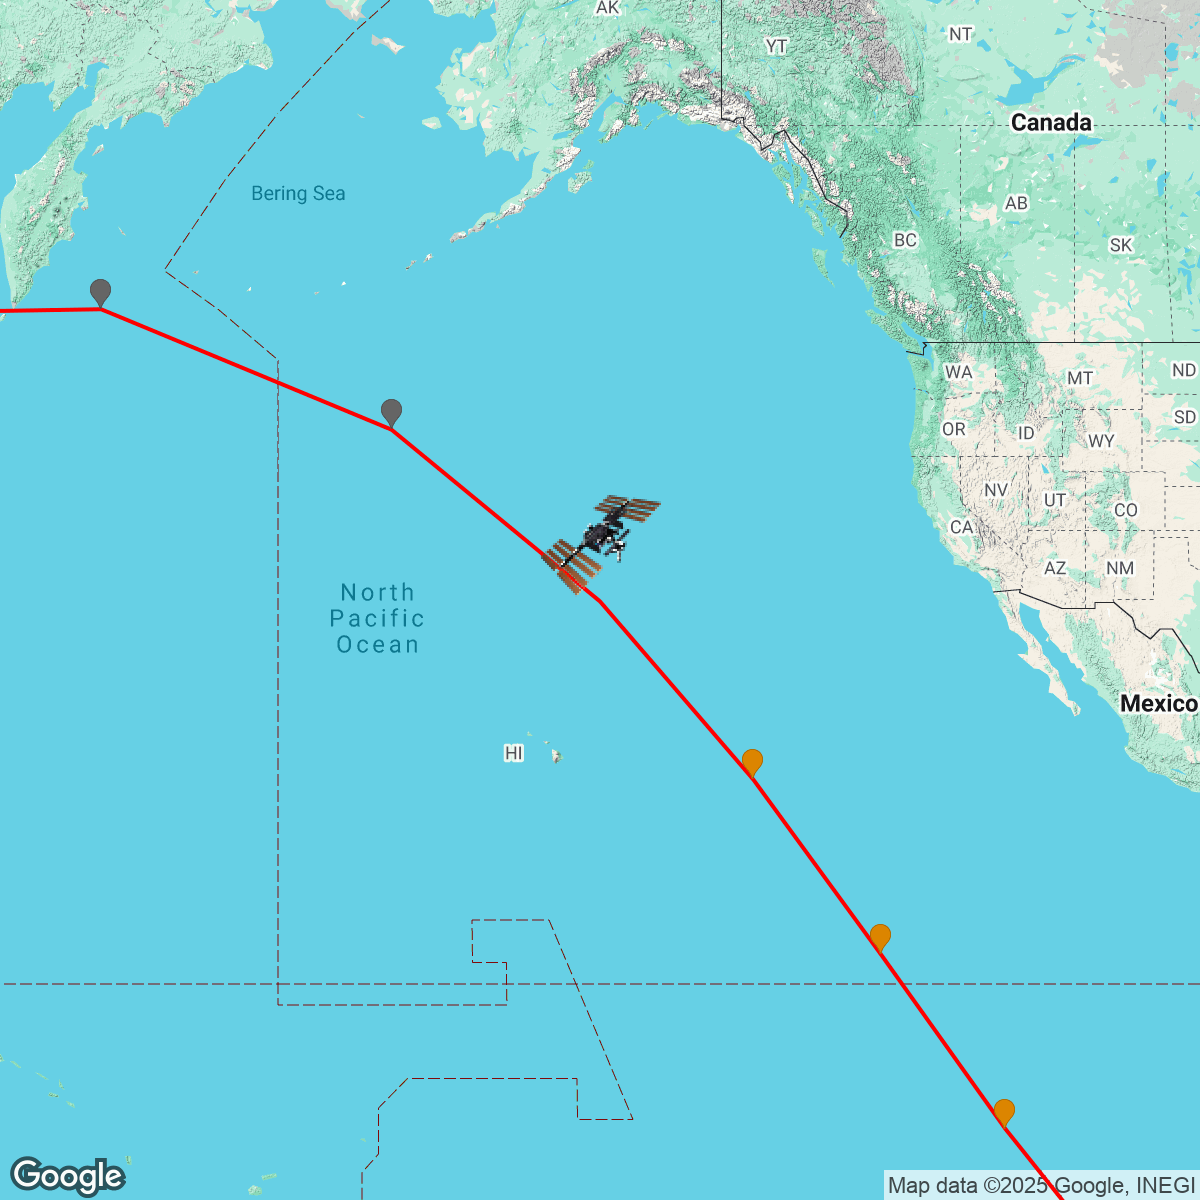 AK
NT
YT
Canada
Bering Sea
AB
BC
SK
WA
MT
ND
OR
ID
SD
WY
NV
UT
CO
CA
AZ
NM
North
Pacific
Ocean
Mexico
HI
Google
Map data ©2025 Google, INEGI